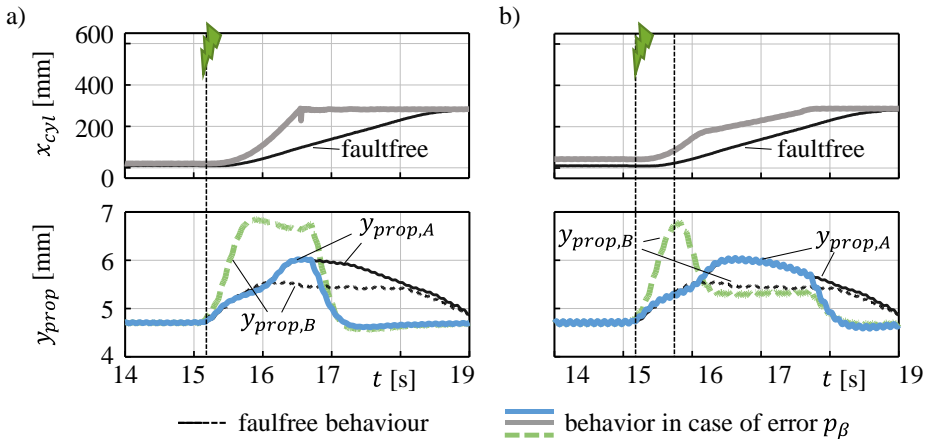 a)
b)
600
400
200
0
x_cyl [mm]
faultfree
faultfree
7
6
5
4
y_prop [mm]
y_prop,A
y_prop,B
y_prop,B
y_prop,A
14 15 16 17 t [s] 19
14 15 16 17 t [s] 19
faulfree behaviour
behavior in case of error p_β